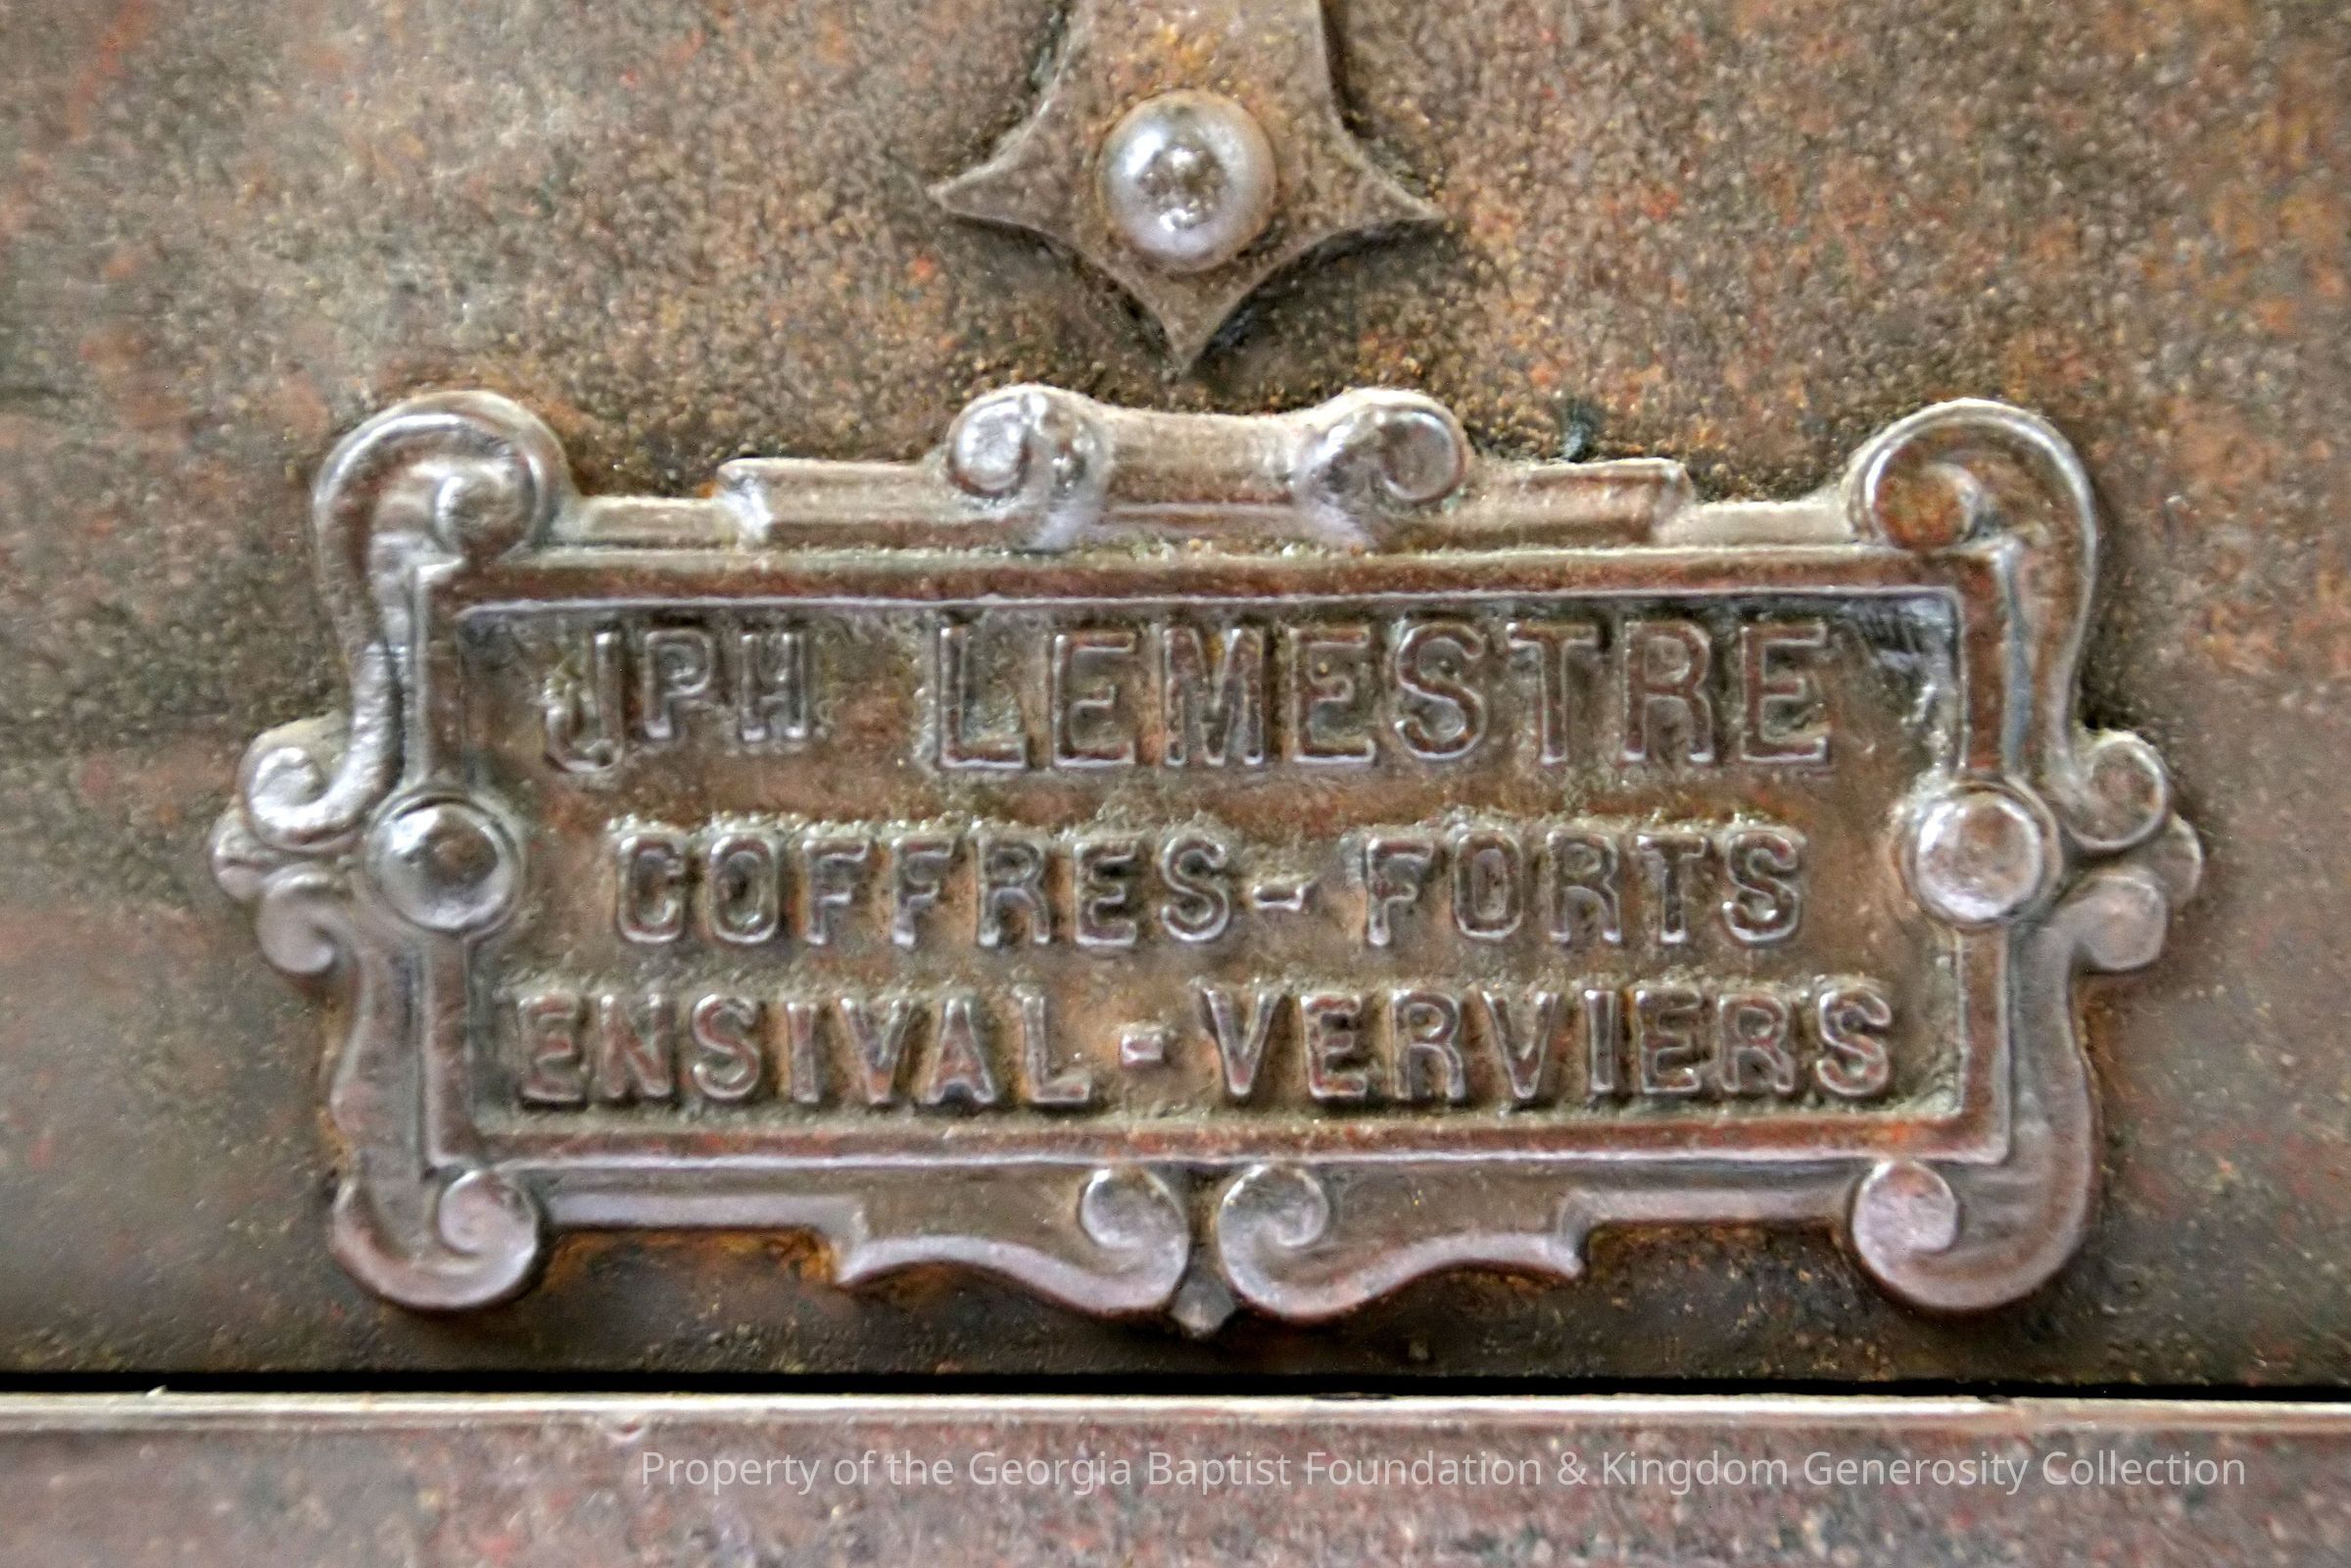 JPH LEMESTRE
COFFRES-FORTS
ENSIVAL-VERVIERS
Property of the Georgia Baptist Foundation & Kingdom Generosity Collection